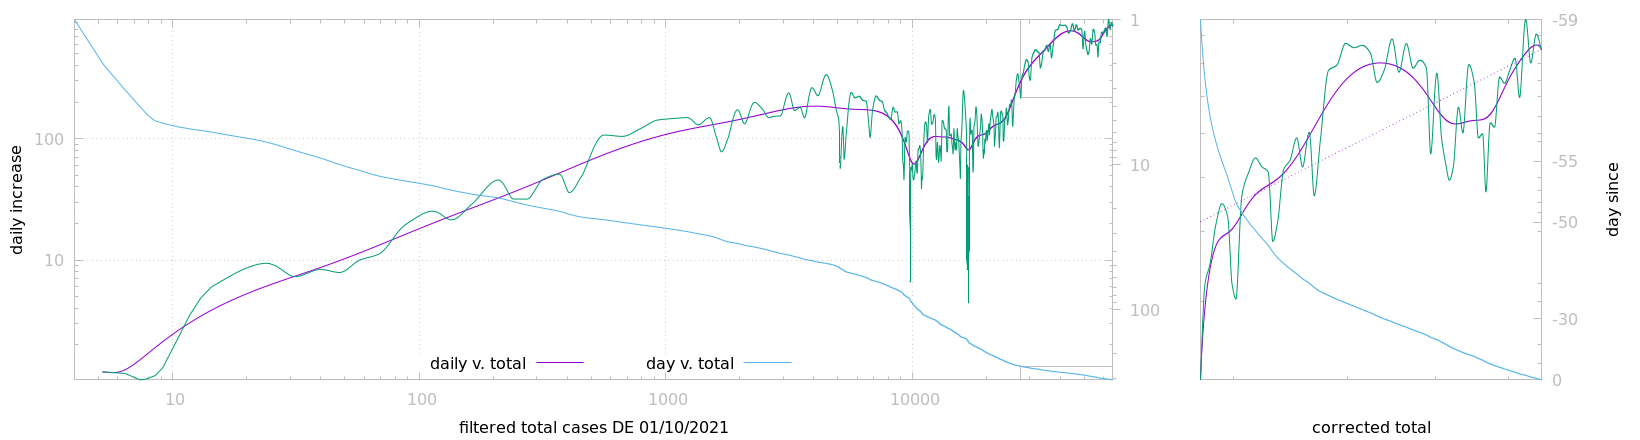 daily increase
100
10
10
100
1000
10000
1
10
100
daily v. total
day v. total
filtered total cases DE 01/10/2021
-59
-55
-50
-30
0
day since
corrected total